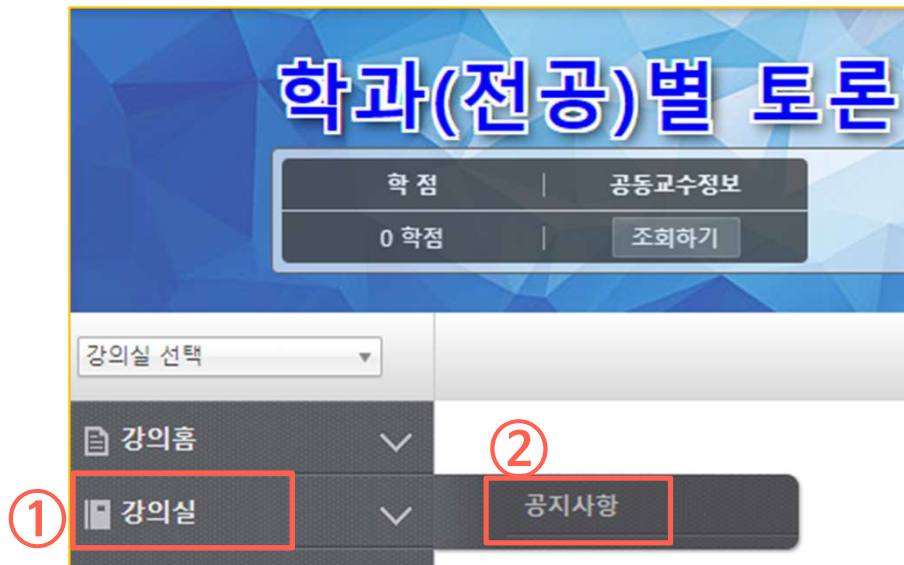 학과(전공)별 토론
학 점 | 공동교수정보
0 학점 | 조회하기
강의실 선택
강의홈
②
① 강의실
공지사항